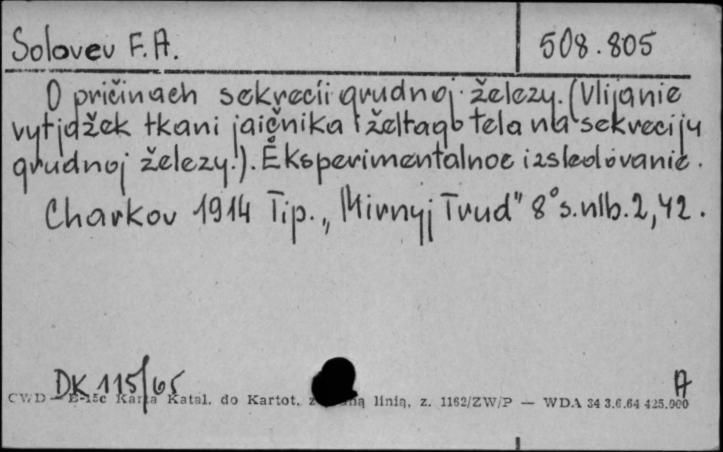 Solovev F.A.
508.805
O pričinach sekrecii grudnoj železy. (Vlijanie
vytjažek tkani jaičnika i želtago tela na sekreciju
grudnoj železy.). Ėksperimentalnoe izsledovanie.
Charkov 1914 Tip. „Mirnyj Trud" 8° s.nlb.2,42.
DK 115/65
A
CWD — E-15c Karta Katal. do Kartot. linią, z. 1162/ZW/P — WDA 34 3.6.64 425.000